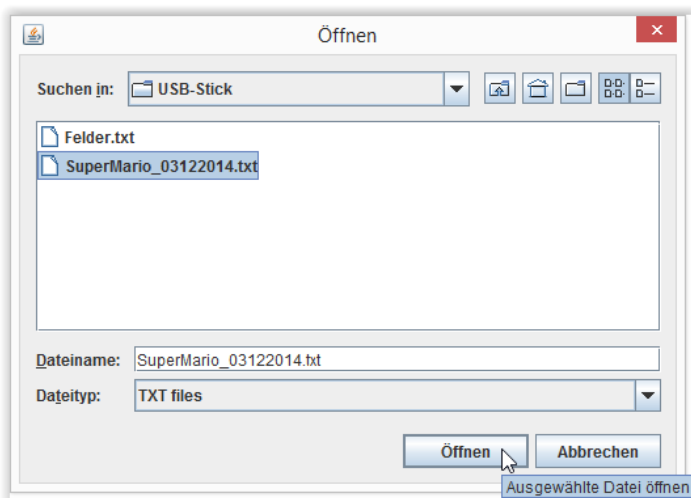 Öffnen
Suchen in: USB-Stick
Felder.txt
SuperMario_03122014.txt
Dateiname: SuperMario_03122014.txt
Dateityp: TXT files
Öffnen Abbrechen
Ausgewählte Datei öffnen